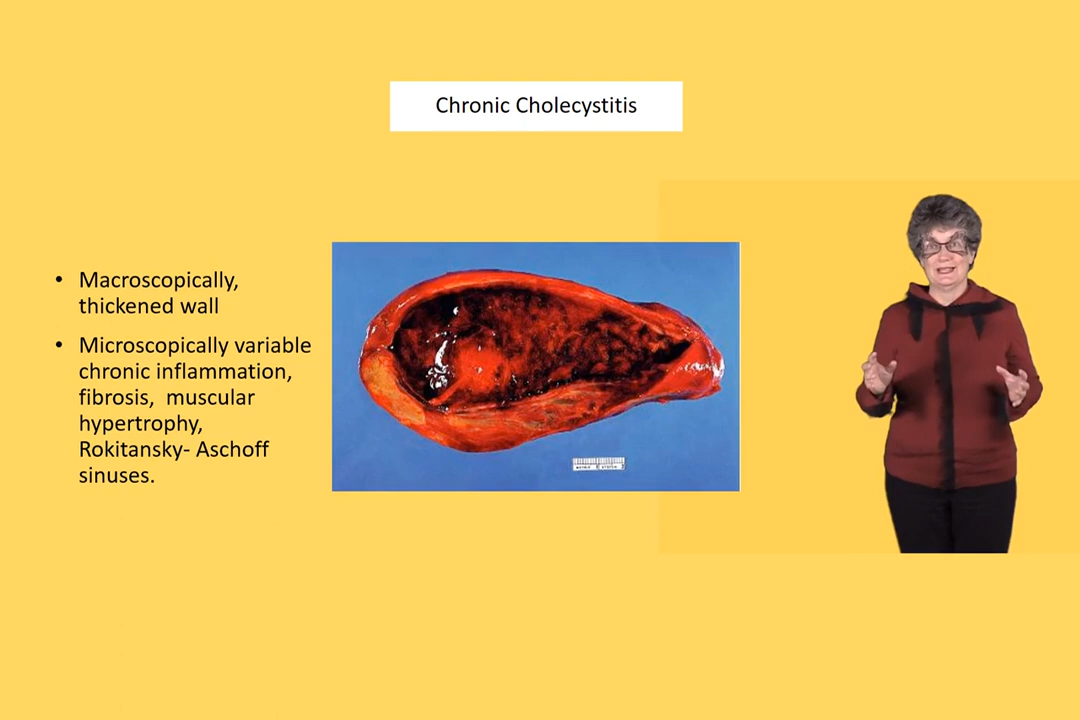 Chronic Cholecystitis
• Macroscopically,
thickened wall
• Microscopically variable
chronic inflammation,
fibrosis, muscular
hypertrophy,
Rokitansky- Aschoff
sinuses.